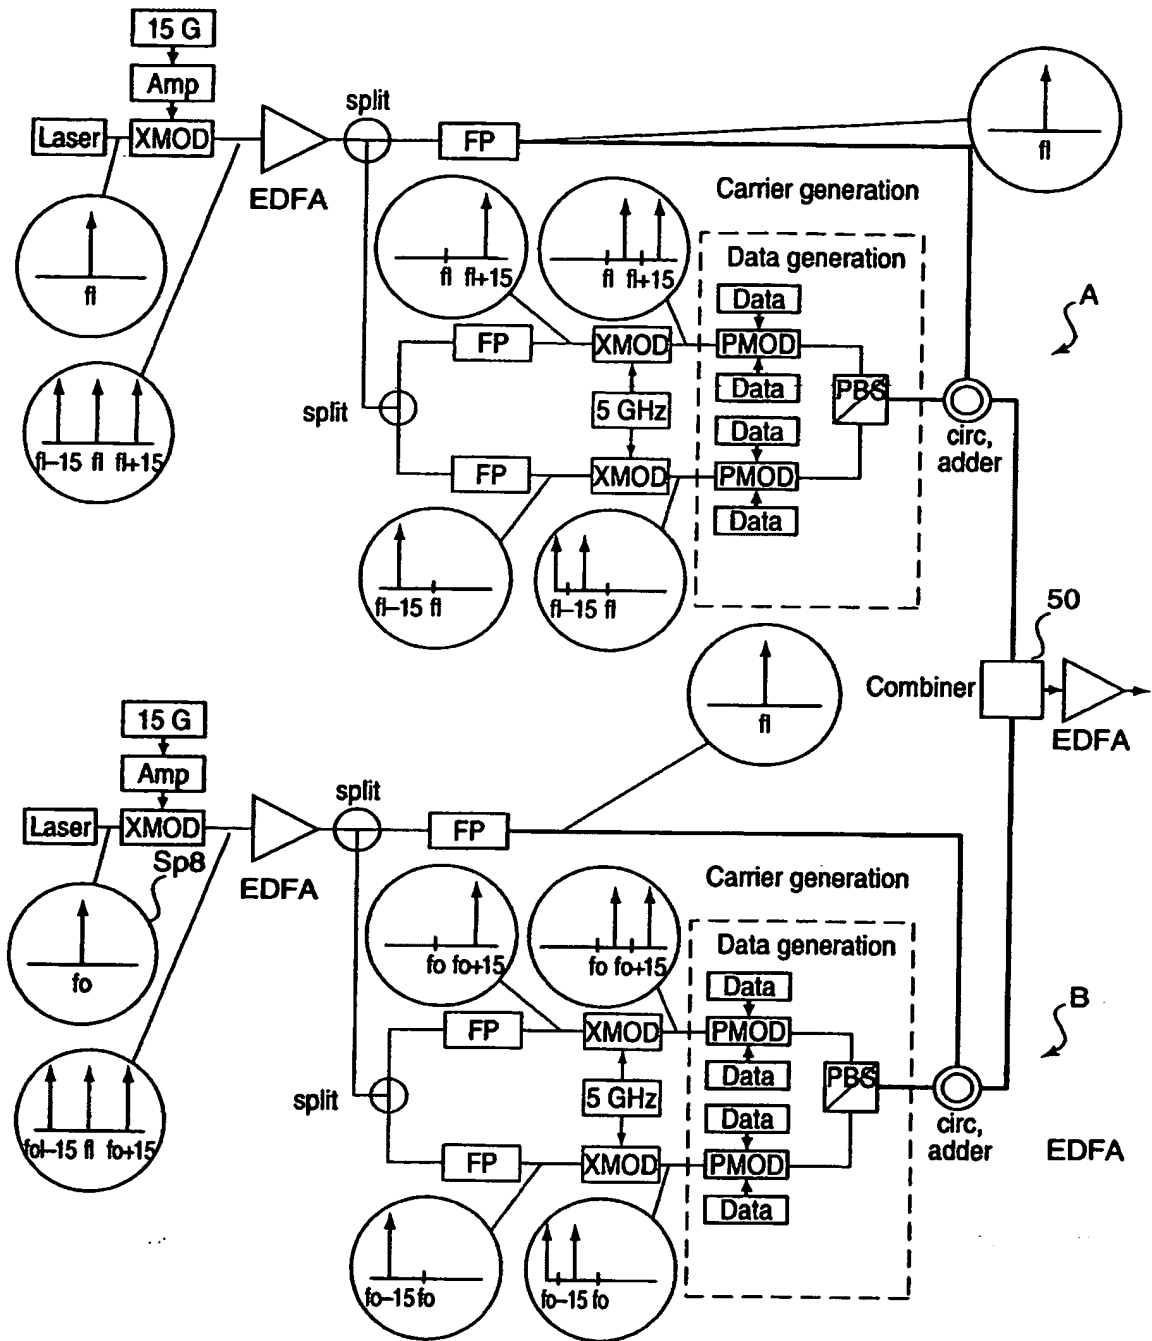 15 G
Amp
Laser
XMOD
EDFA
split
FP
fl
fl
fl–15 fl fl+15
Carrier generation
fl fl+15
fl fl+15
Data generation
Data
FP
XMOD
PMOD
Data
A
split
5 GHz
PBS
circ,
adder
Data
FP
XMOD
PMOD
Data
fl–15 fl
fl–15 fl
50
Combiner
EDFA
fl
15 G
Amp
Laser
XMOD
Sp8
EDFA
split
FP
fo
fol–15 fl fo+15
Carrier generation
fo fo+15
fo fo+15
Data generation
Data
FP
XMOD
PMOD
Data
B
split
5 GHz
PBS
circ,
adder
EDFA
Data
FP
XMOD
PMOD
Data
fo–15 fo
fo–15 fo